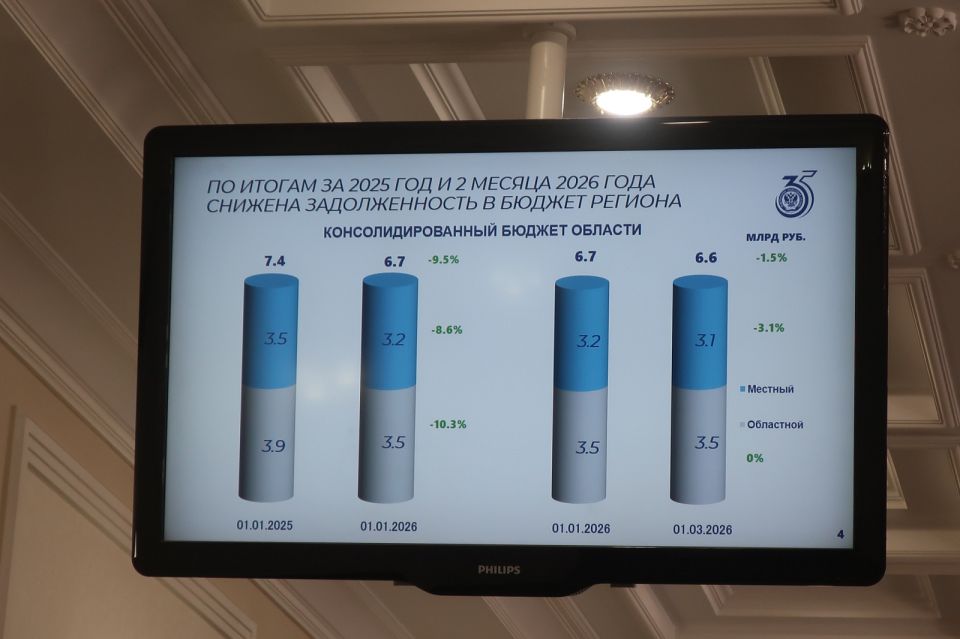 ПО ИТОГАМ ЗА 2025 ГОД И 2 МЕСЯЦА 2026 ГОДА
СНИЖЕНА ЗАДОЛЖЕННОСТЬ В БЮДЖЕТ РЕГИОНА
35
КОНСОЛИДИРОВАННЫЙ БЮДЖЕТ ОБЛАСТИ
МЛРД РУБ.
7.4 6.7 -9.5% 6.7 6.6 -1.5%
3.5 3.2 -8.6% 3.2 3.1 -3.1%
Местный
3.9 3.5 -10.3% 3.5 3.5 Областной
0%
01.01.2025 01.01.2026 01.01.2026 01.03.2026
4
PHILIPS